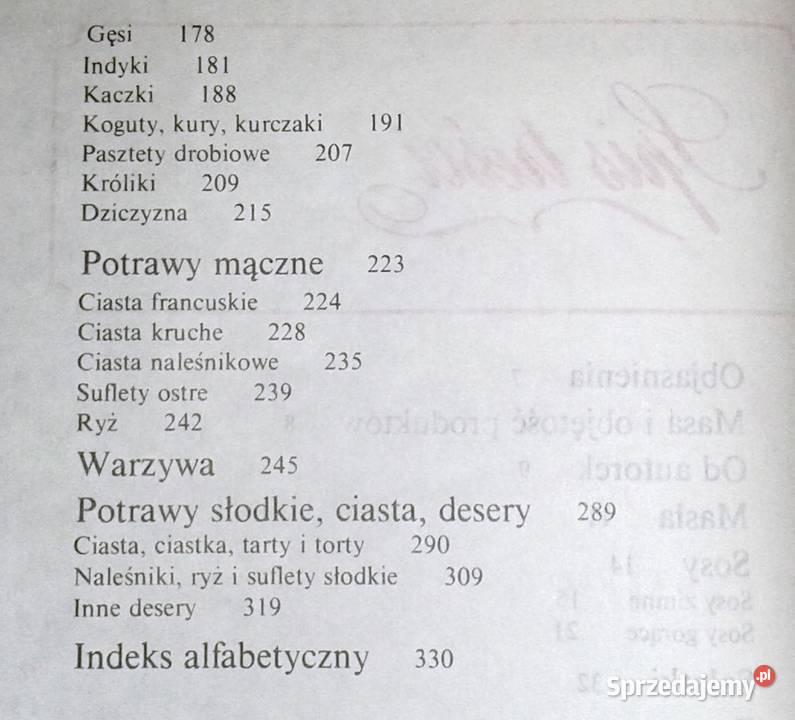 Gęsi 178
Indyki 181
Kaczki 188
Koguty, kury, kurczaki 191
Pasztety drobiowe 207
Króliki 209
Dziczyzna 215
Potrawy mączne 223
Ciasta francuskie 224
Ciasta kruche 228
Ciasta naleśnikowe 235
Suflety ostre 239
Ryż 242
Warzywa 245
Potrawy słodkie, ciasta, desery 289
Ciasta, ciastka, tarty i torty 290
Naleśniki, ryż i suflety słodkie 309
Inne desery 319
Indeks alfabetyczny 330
Spis treści
Objaśnienia 7
Masa i objętość produktów 8
Od autorek 9
Masła
Sosy 14
Sosy zimne 15
Sosy gorące 21
32
Sprzedajemy.pl